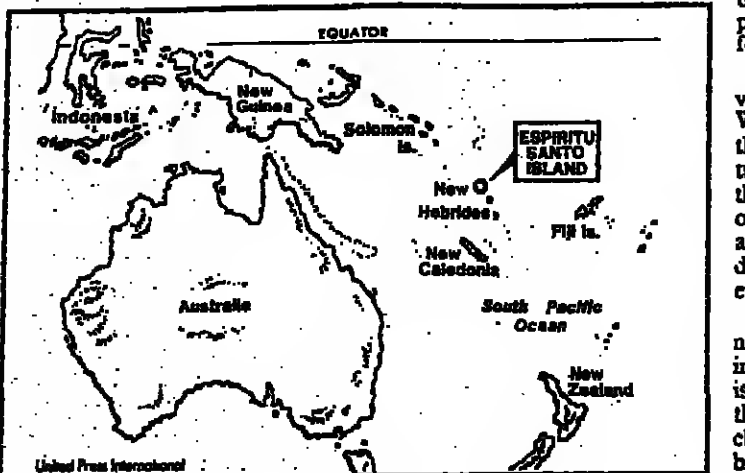 EQUATOR
Indonesia
New
Guinea
Solomon
Is.
ESPIRITU
SANTO
ISLAND
New
Hebrides
Fiji Is.
New
Caledonia
Australia
South Pacific
Ocean
New
Zealand
United Press International